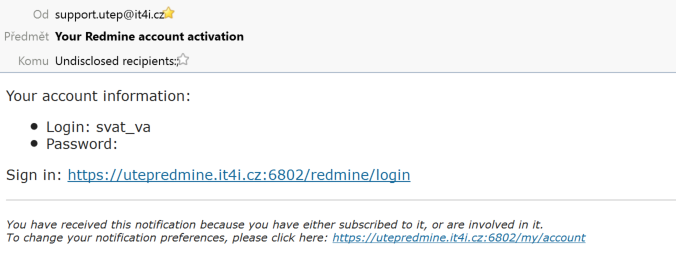 Od support.utep@it4i.cz
Předmět Your Redmine account activation
Komu Undisclosed recipients:;
Your account information:
• Login: svat_va
• Password:
Sign in: https://utepredmine.it4i.cz:6802/redmine/login
You have received this notification because you have either subscribed to it, or are involved in it.
To change your notification preferences, please click here: https://utepredmine.it4i.cz:6802/my/account